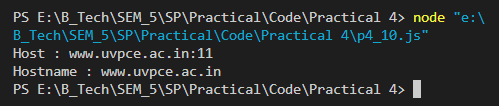 PS E:\B_Tech\SEM_5\SP\Practical\Code\Practical 4> node "e:\
B_Tech\SEM_5\SP\Practical\Code\Practical 4\p4_10.js"
Host : www.uvpce.ac.in:11
Hostname : www.uvpce.ac.in
PS E:\B_Tech\SEM_5\SP\Practical\Code\Practical 4>